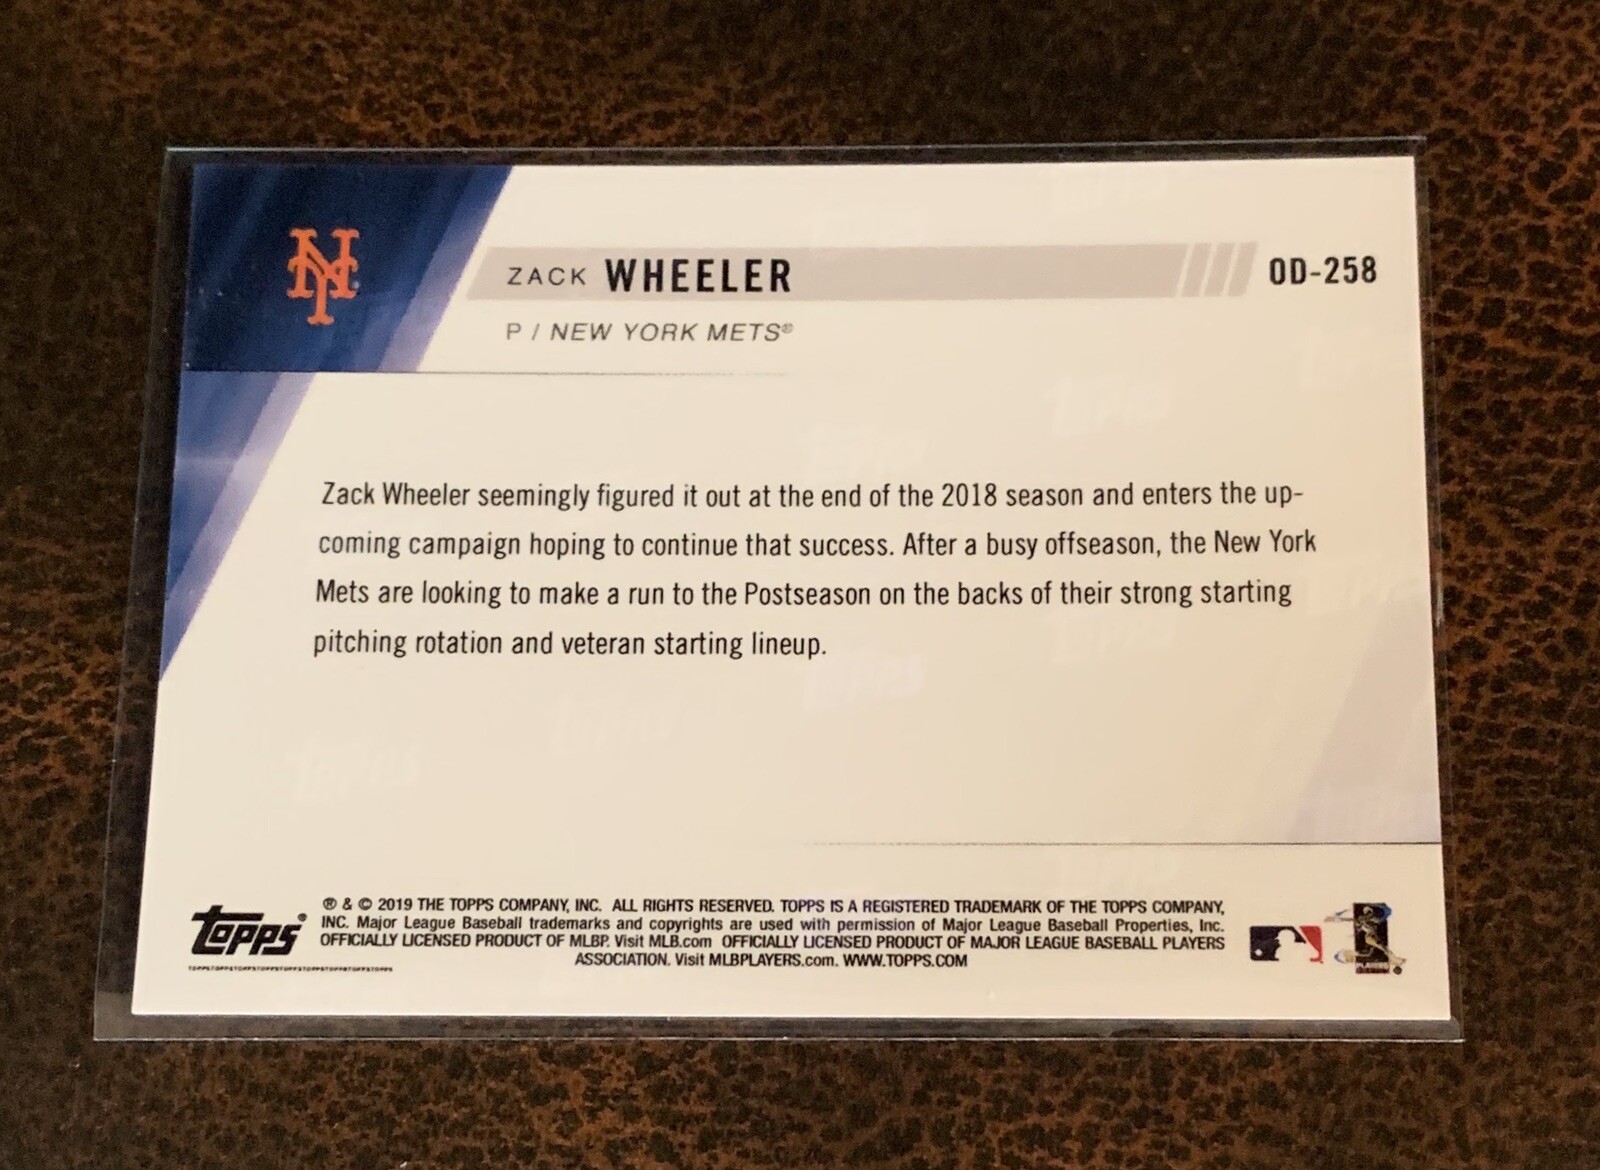 NY
ZACK WHEELER
OD-258
P / NEW YORK METS®
Zack Wheeler seemingly figured it out at the end of the 2018 season and enters the up-
coming campaign hoping to continue that success. After a busy offseason, the New York
Mets are looking to make a run to the Postseason on the backs of their strong starting
pitching rotation and veteran starting lineup.
Topps®
® & © 2019 THE TOPPS COMPANY, INC. ALL RIGHTS RESERVED. TOPPS IS A REGISTERED TRADEMARK OF THE TOPPS COMPANY,
INC. Major League Baseball trademarks and copyrights are used with permission of Major League Baseball Properties, Inc.
OFFICIALLY LICENSED PRODUCT OF MLBP. Visit MLB.com OFFICIALLY LICENSED PRODUCT OF MAJOR LEAGUE BASEBALL PLAYERS
ASSOCIATION. Visit MLBPLAYERS.com. WWW.TOPPS.COM
TOPPSTOPPSTOPPSTOPPSTOPPSTOPPSTOPPSTOPPSTOPPS